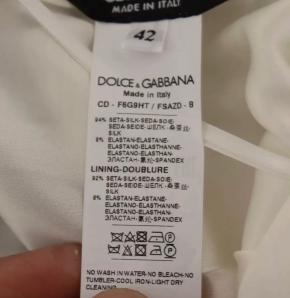 MADE IN ITALY
42
DOLCE & GABBANA
Made in Italy
CD - F6G9HT / FSAZD - B
94% SETA-SILK-SEDA-SOIE-
SEDA-SEIDE-ШЕЛК-桑蚕丝-
SILK
6% ELASTAN-ELASTANE-
ELASTANO-ELASTHANNE-
ELASTANO-ELASTHAN-
ЭЛАСТАН-氨纶-SPANDEX
LINING-DOUBLURE
92% SETA-SILK-SEDA-SOIE-
SEDA-SEIDE-ШЕЛК-桑蚕丝-
SILK
8% ELASTAN-ELASTANE-
ELASTANO-ELASTHANNE-
ELASTANO-ELASTHAN-
ЭЛАСТАН-氨纶-SPANDEX
NO WASH IN WATER-NO BLEACH-NO
TUMBLER-COOL IRON-LIGHT DRY
CLEANING